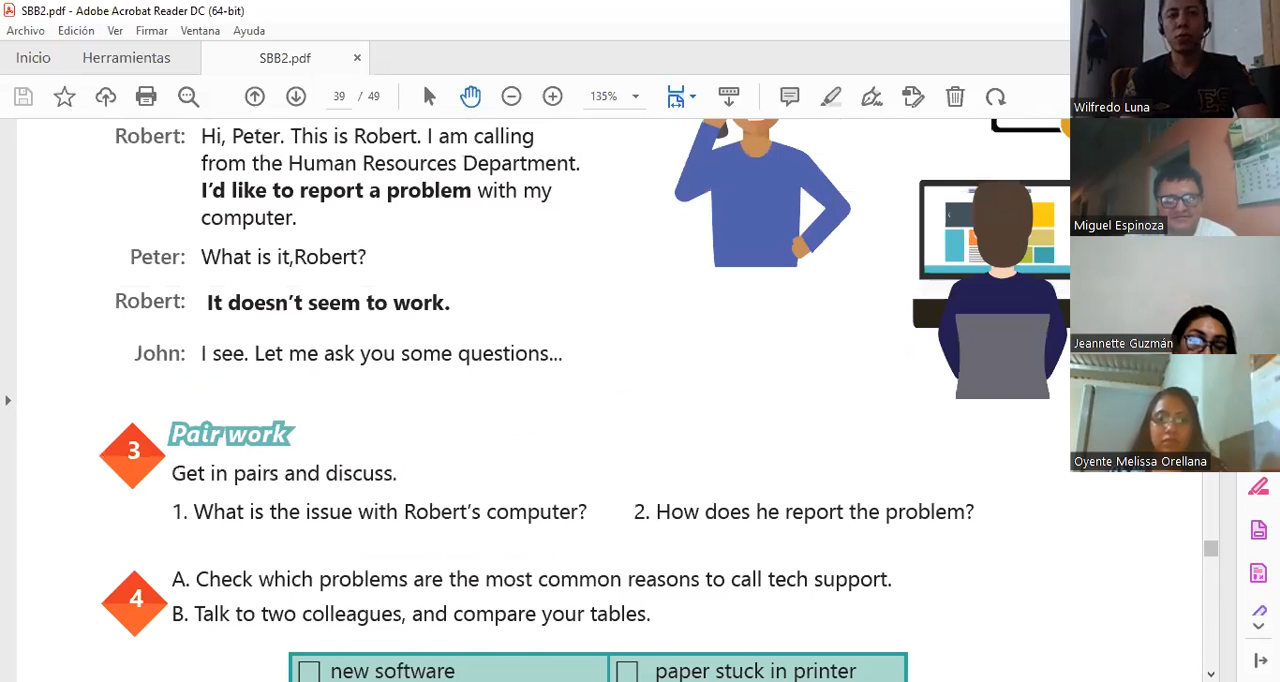 SBB2.pdf - Adobe Acrobat Reader DC (64-bit)
Archivo Edición Ver Firmar Ventana Ayuda
Inicio Herramientas SBB2.pdf ×
39 / 49 135%
Robert: Hi, Peter. This is Robert. I am calling
from the Human Resources Department.
I'd like to report a problem with my
computer.
Peter: What is it,Robert?
Robert: It doesn't seem to work.
John: I see. Let me ask you some questions...
3 Pair work
Get in pairs and discuss.
1. What is the issue with Robert's computer? 2. How does he report the problem?
4 A. Check which problems are the most common reasons to call tech support.
B. Talk to two colleagues, and compare your tables.
new software paper stuck in printer
Wilfredo Luna
Miguel Espinoza
Jeannette Guzmán
Oyente Melissa Orellana